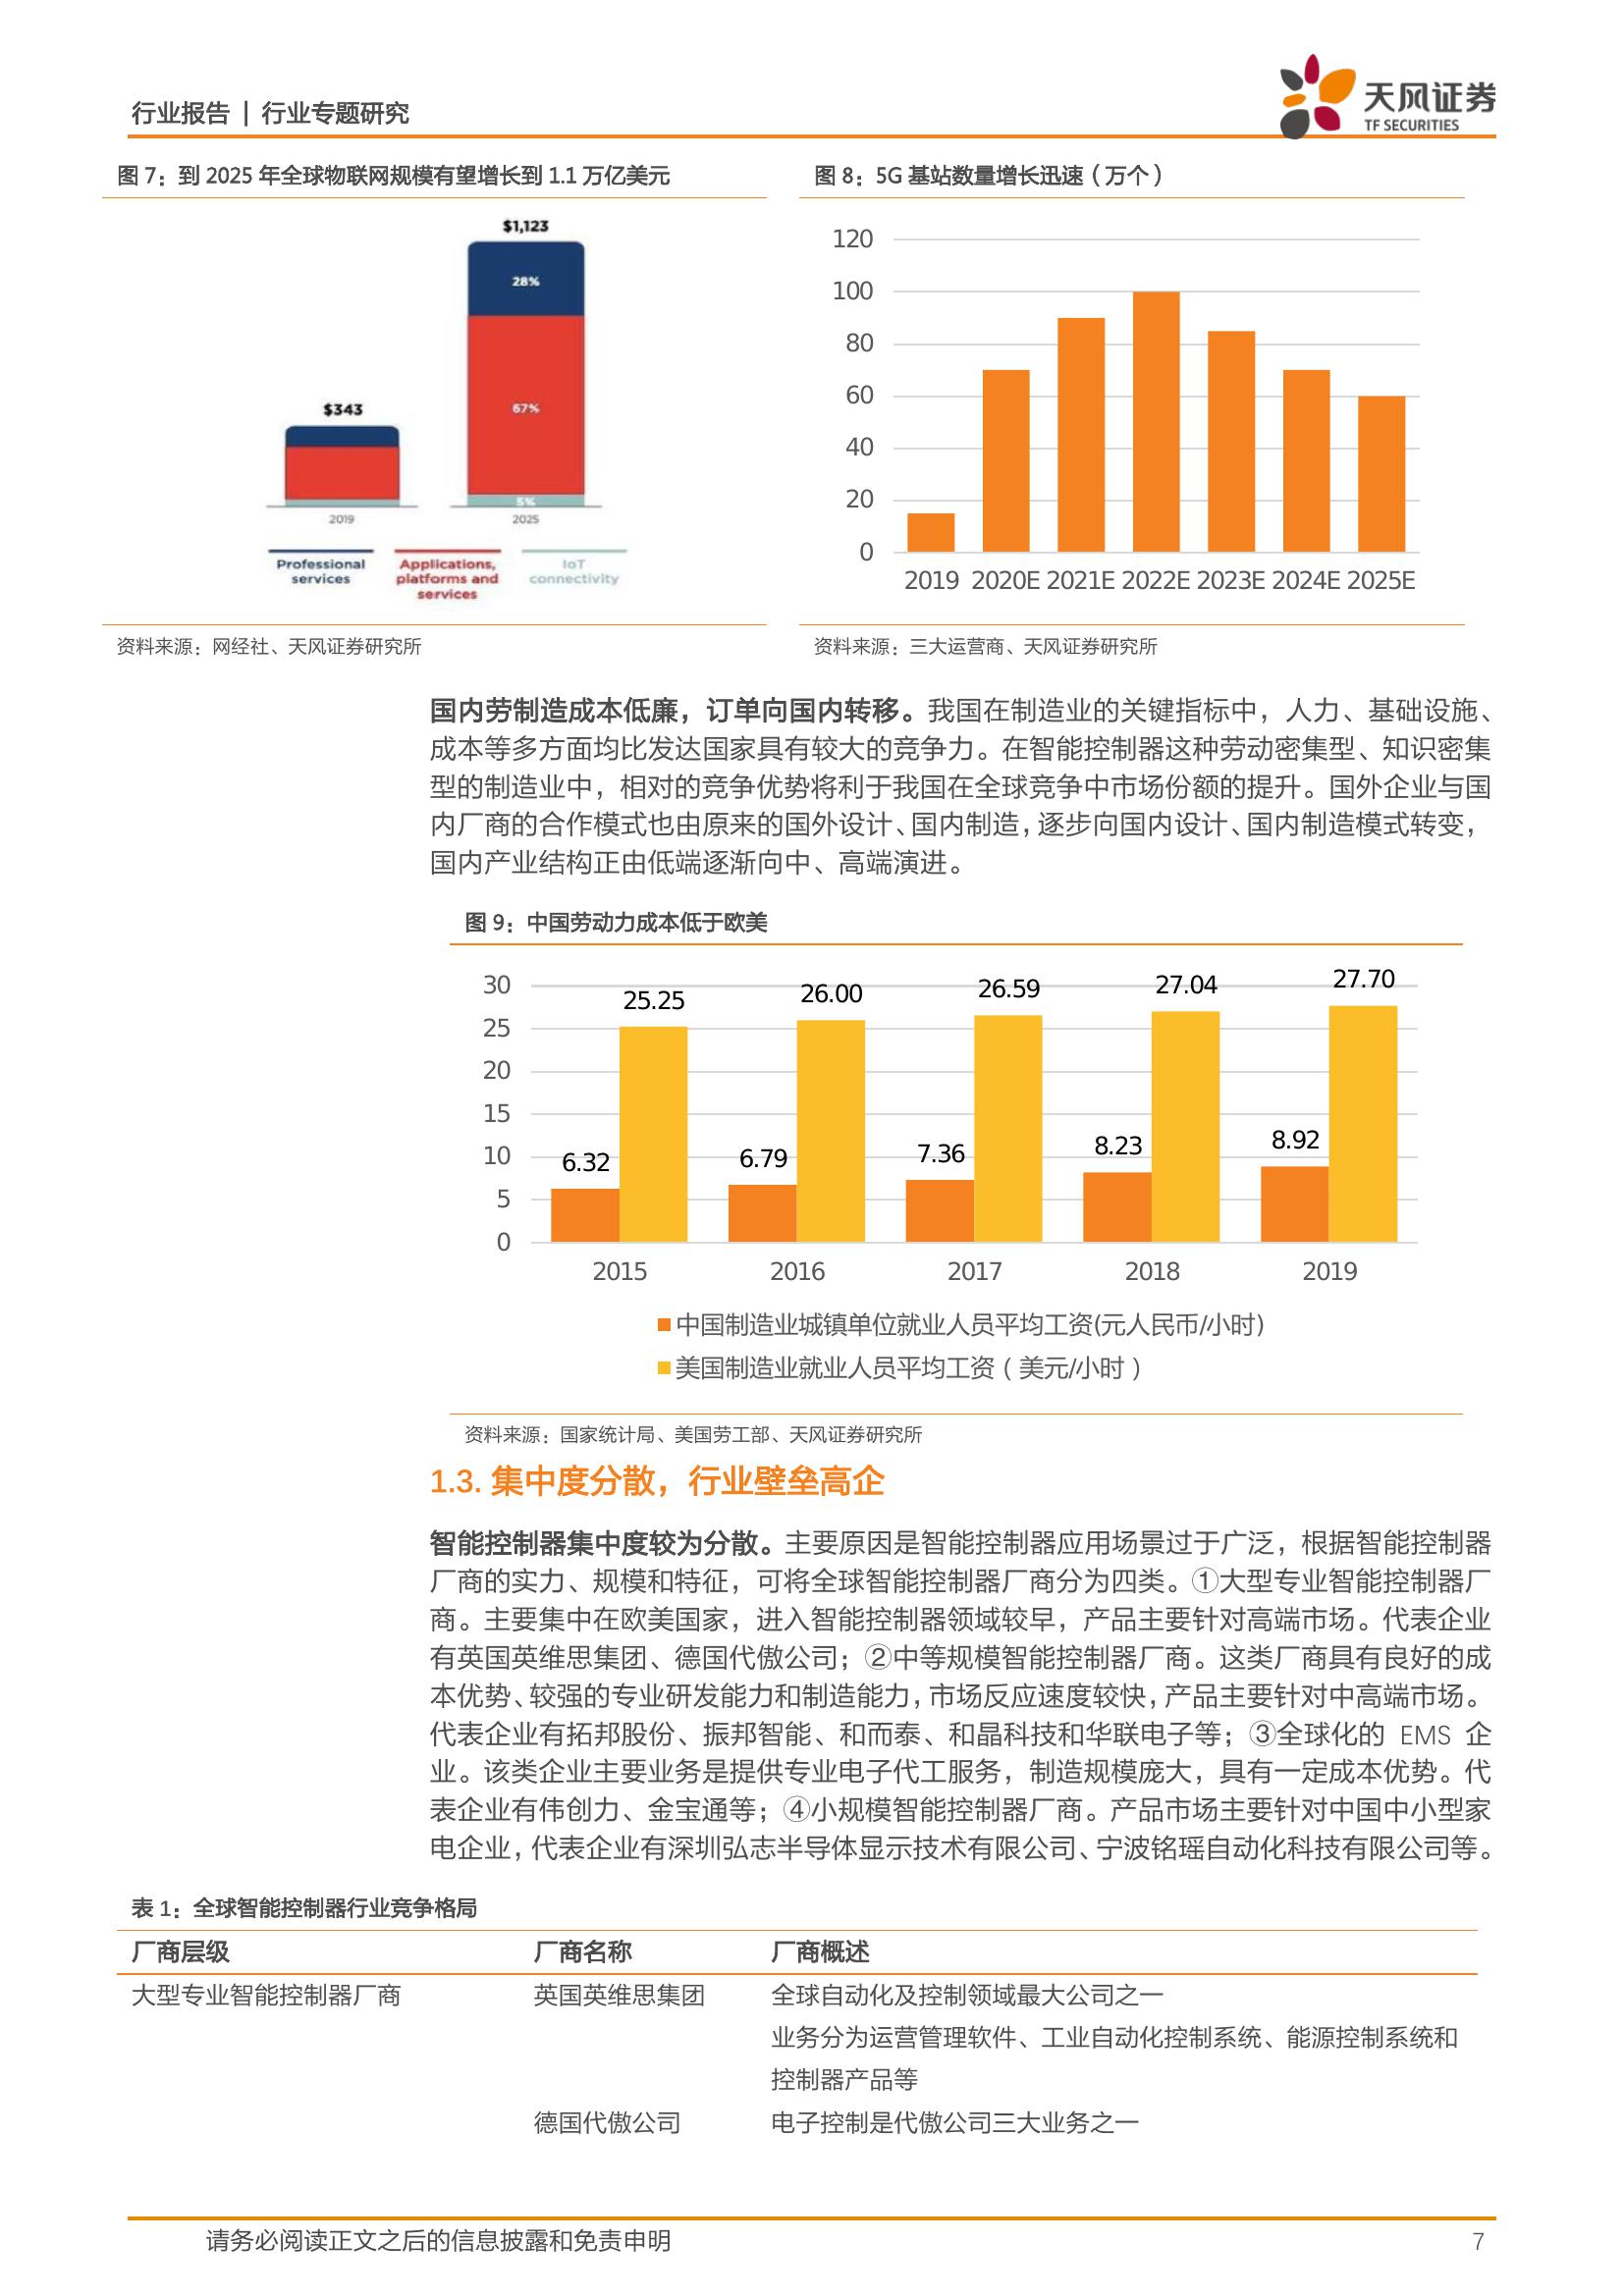 行业报告 | 行业专题研究
天风证券
TF SECURITIES
图 7：到 2025 年全球物联网规模有望增长到 1.1 万亿美元
$1,123
28%
67%
5%
$343
2019
2025
Professional services
Applications, platforms and services
IoT connectivity
资料来源：网经社、天风证券研究所
图 8：5G 基站数量增长迅速（万个）
120
100
80
60
40
20
0
2019 2020E 2021E 2022E 2023E 2024E 2025E
资料来源：三大运营商、天风证券研究所
国内劳制造成本低廉，订单向国内转移。我国在制造业的关键指标中，人力、基础设施、
成本等多方面均比发达国家具有较大的竞争力。在智能控制器这种劳动密集型、知识密集
型的制造业中，相对的竞争优势将利于我国在全球竞争中市场份额的提升。国外企业与国
内厂商的合作模式也由原来的国外设计、国内制造，逐步向国内设计、国内制造模式转变，
国内产业结构正由低端逐渐向中、高端演进。
图 9：中国劳动力成本低于欧美
30
25
20
15
10
5
0
6.32
25.25
6.79
26.00
7.36
26.59
8.23
27.04
8.92
27.70
2015 2016 2017 2018 2019
中国制造业城镇单位就业人员平均工资(元人民币/小时)
美国制造业就业人员平均工资（美元/小时）
资料来源：国家统计局、美国劳工部、天风证券研究所
1.3. 集中度分散，行业壁垒高企
智能控制器集中度较为分散。主要原因是智能控制器应用场景过于广泛，根据智能控制器
厂商的实力、规模和特征，可将全球智能控制器厂商分为四类。①大型专业智能控制器厂
商。主要集中在欧美国家，进入智能控制器领域较早，产品主要针对高端市场。代表企业
有英国英维思集团、德国代傲公司；②中等规模智能控制器厂商。这类厂商具有良好的成
本优势、较强的专业研发能力和制造能力，市场反应速度较快，产品主要针对中高端市场。
代表企业有拓邦股份、振邦智能、和而泰、和晶科技和华联电子等；③全球化的 EMS 企
业。该类企业主要业务是提供专业电子代工服务，制造规模庞大，具有一定成本优势。代
表企业有伟创力、金宝通等；④小规模智能控制器厂商。产品市场主要针对中国中小型家
电企业，代表企业有深圳弘志半导体显示技术有限公司、宁波铭瑶自动化科技有限公司等。
表 1：全球智能控制器行业竞争格局
厂商层级 厂商名称 厂商概述
大型专业智能控制器厂商 英国英维思集团 全球自动化及控制领域最大公司之一
业务分为运营管理软件、工业自动化控制系统、能源控制系统和
控制器产品等
德国代傲公司 电子控制是代傲公司三大业务之一
请务必阅读正文之后的信息披露和免责申明
7